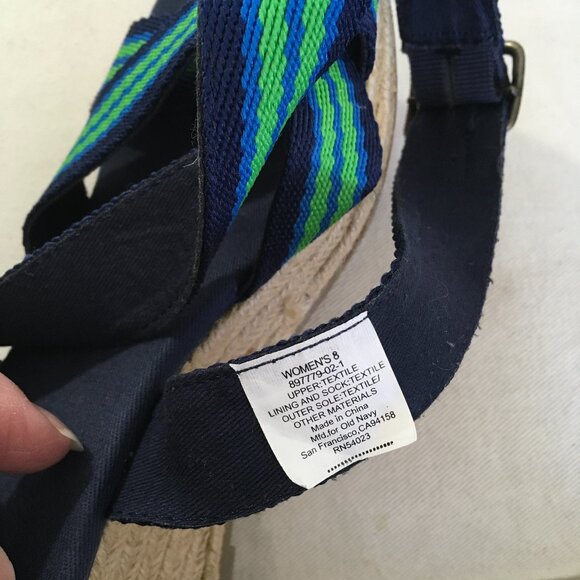 WOMEN'S 8
897779-02-1
UPPER:TEXTILE
LINING AND SOCK:TEXTILE
OUTER SOLE:TEXTILE/
OTHER MATERIALS
Made in China
Mfd.for Old Navy
San Francisco,CA94158
RN54023